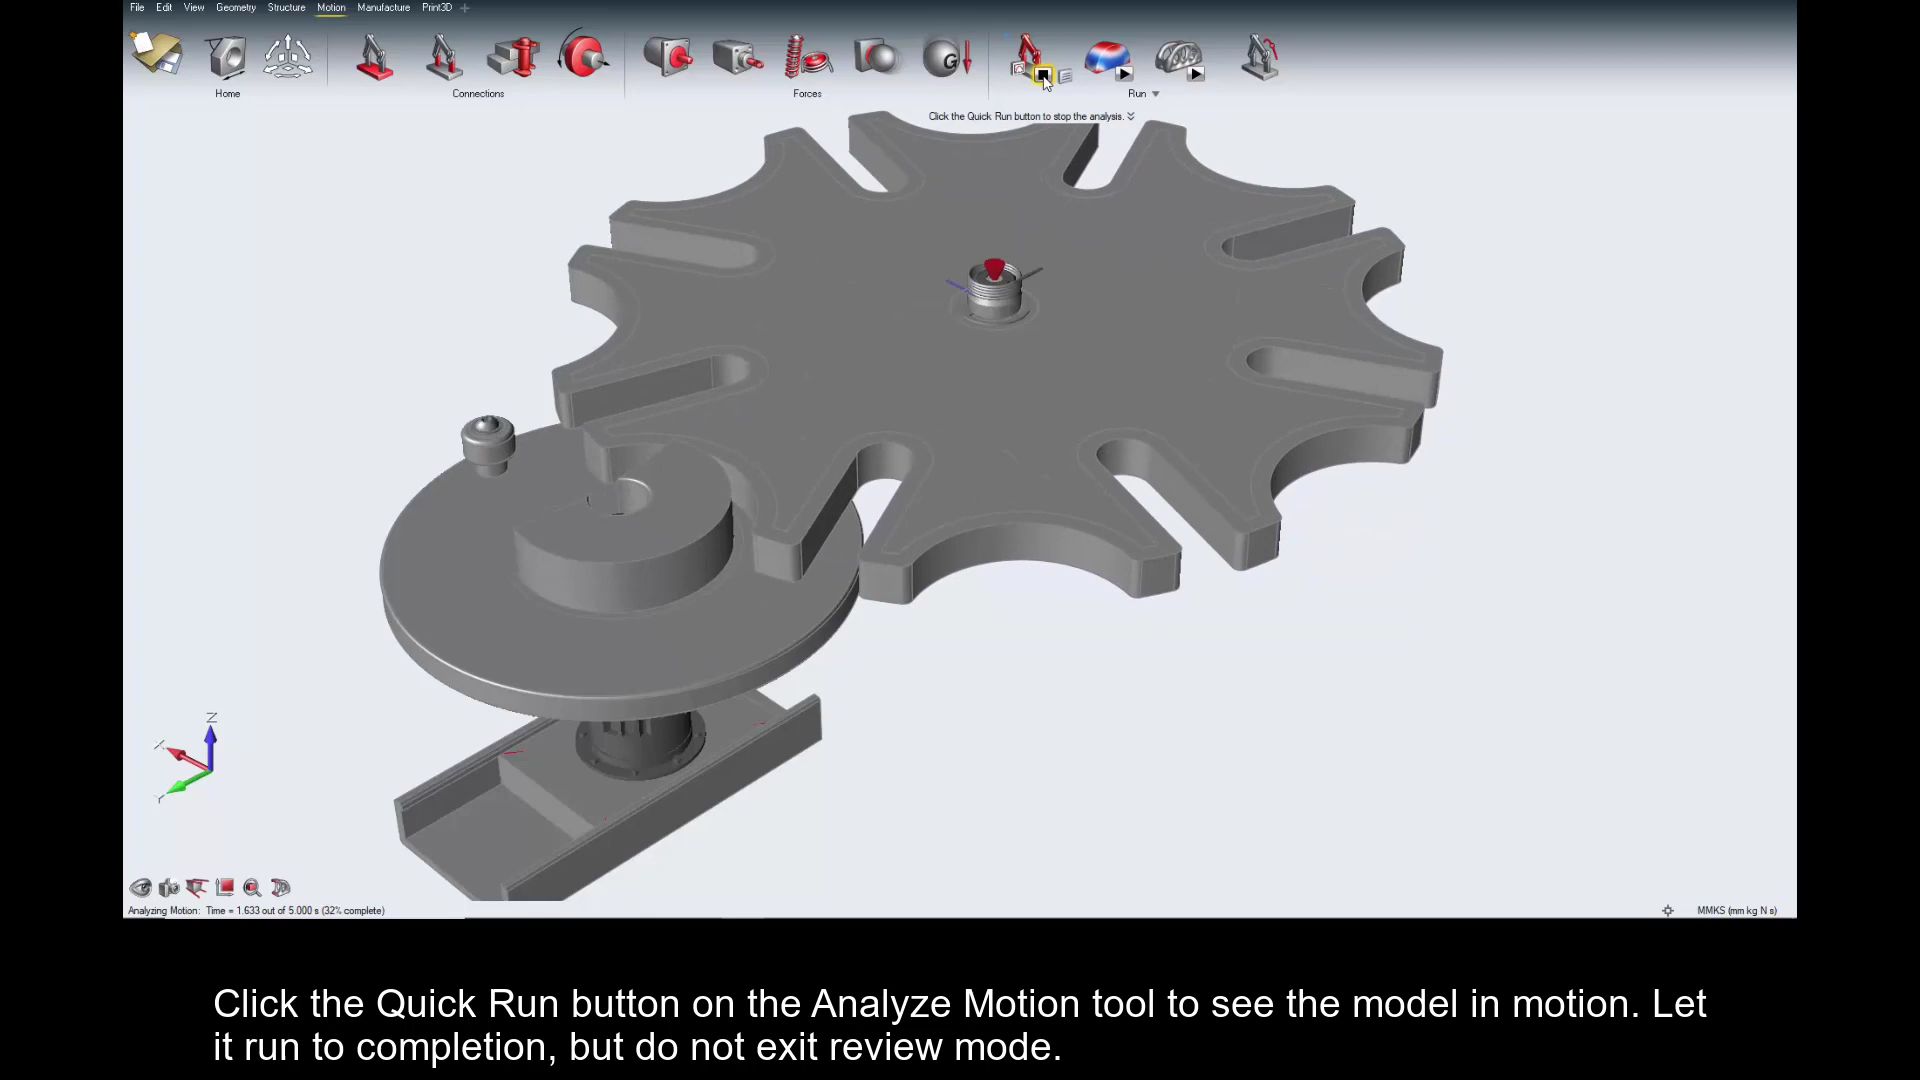 File Edit View Geometry Structure Motion Manufacture Print3D
G
Home Connections Forces Run
Click the Quick Run button to stop the analysis.
Z
X
Y
Analyzing Motion: Time = 1.633 out of 5.000 s (32% complete)
MMKS (mm kg N s)
Click the Quick Run button on the Analyze Motion tool to see the model in motion. Let
it run to completion, but do not exit review mode.